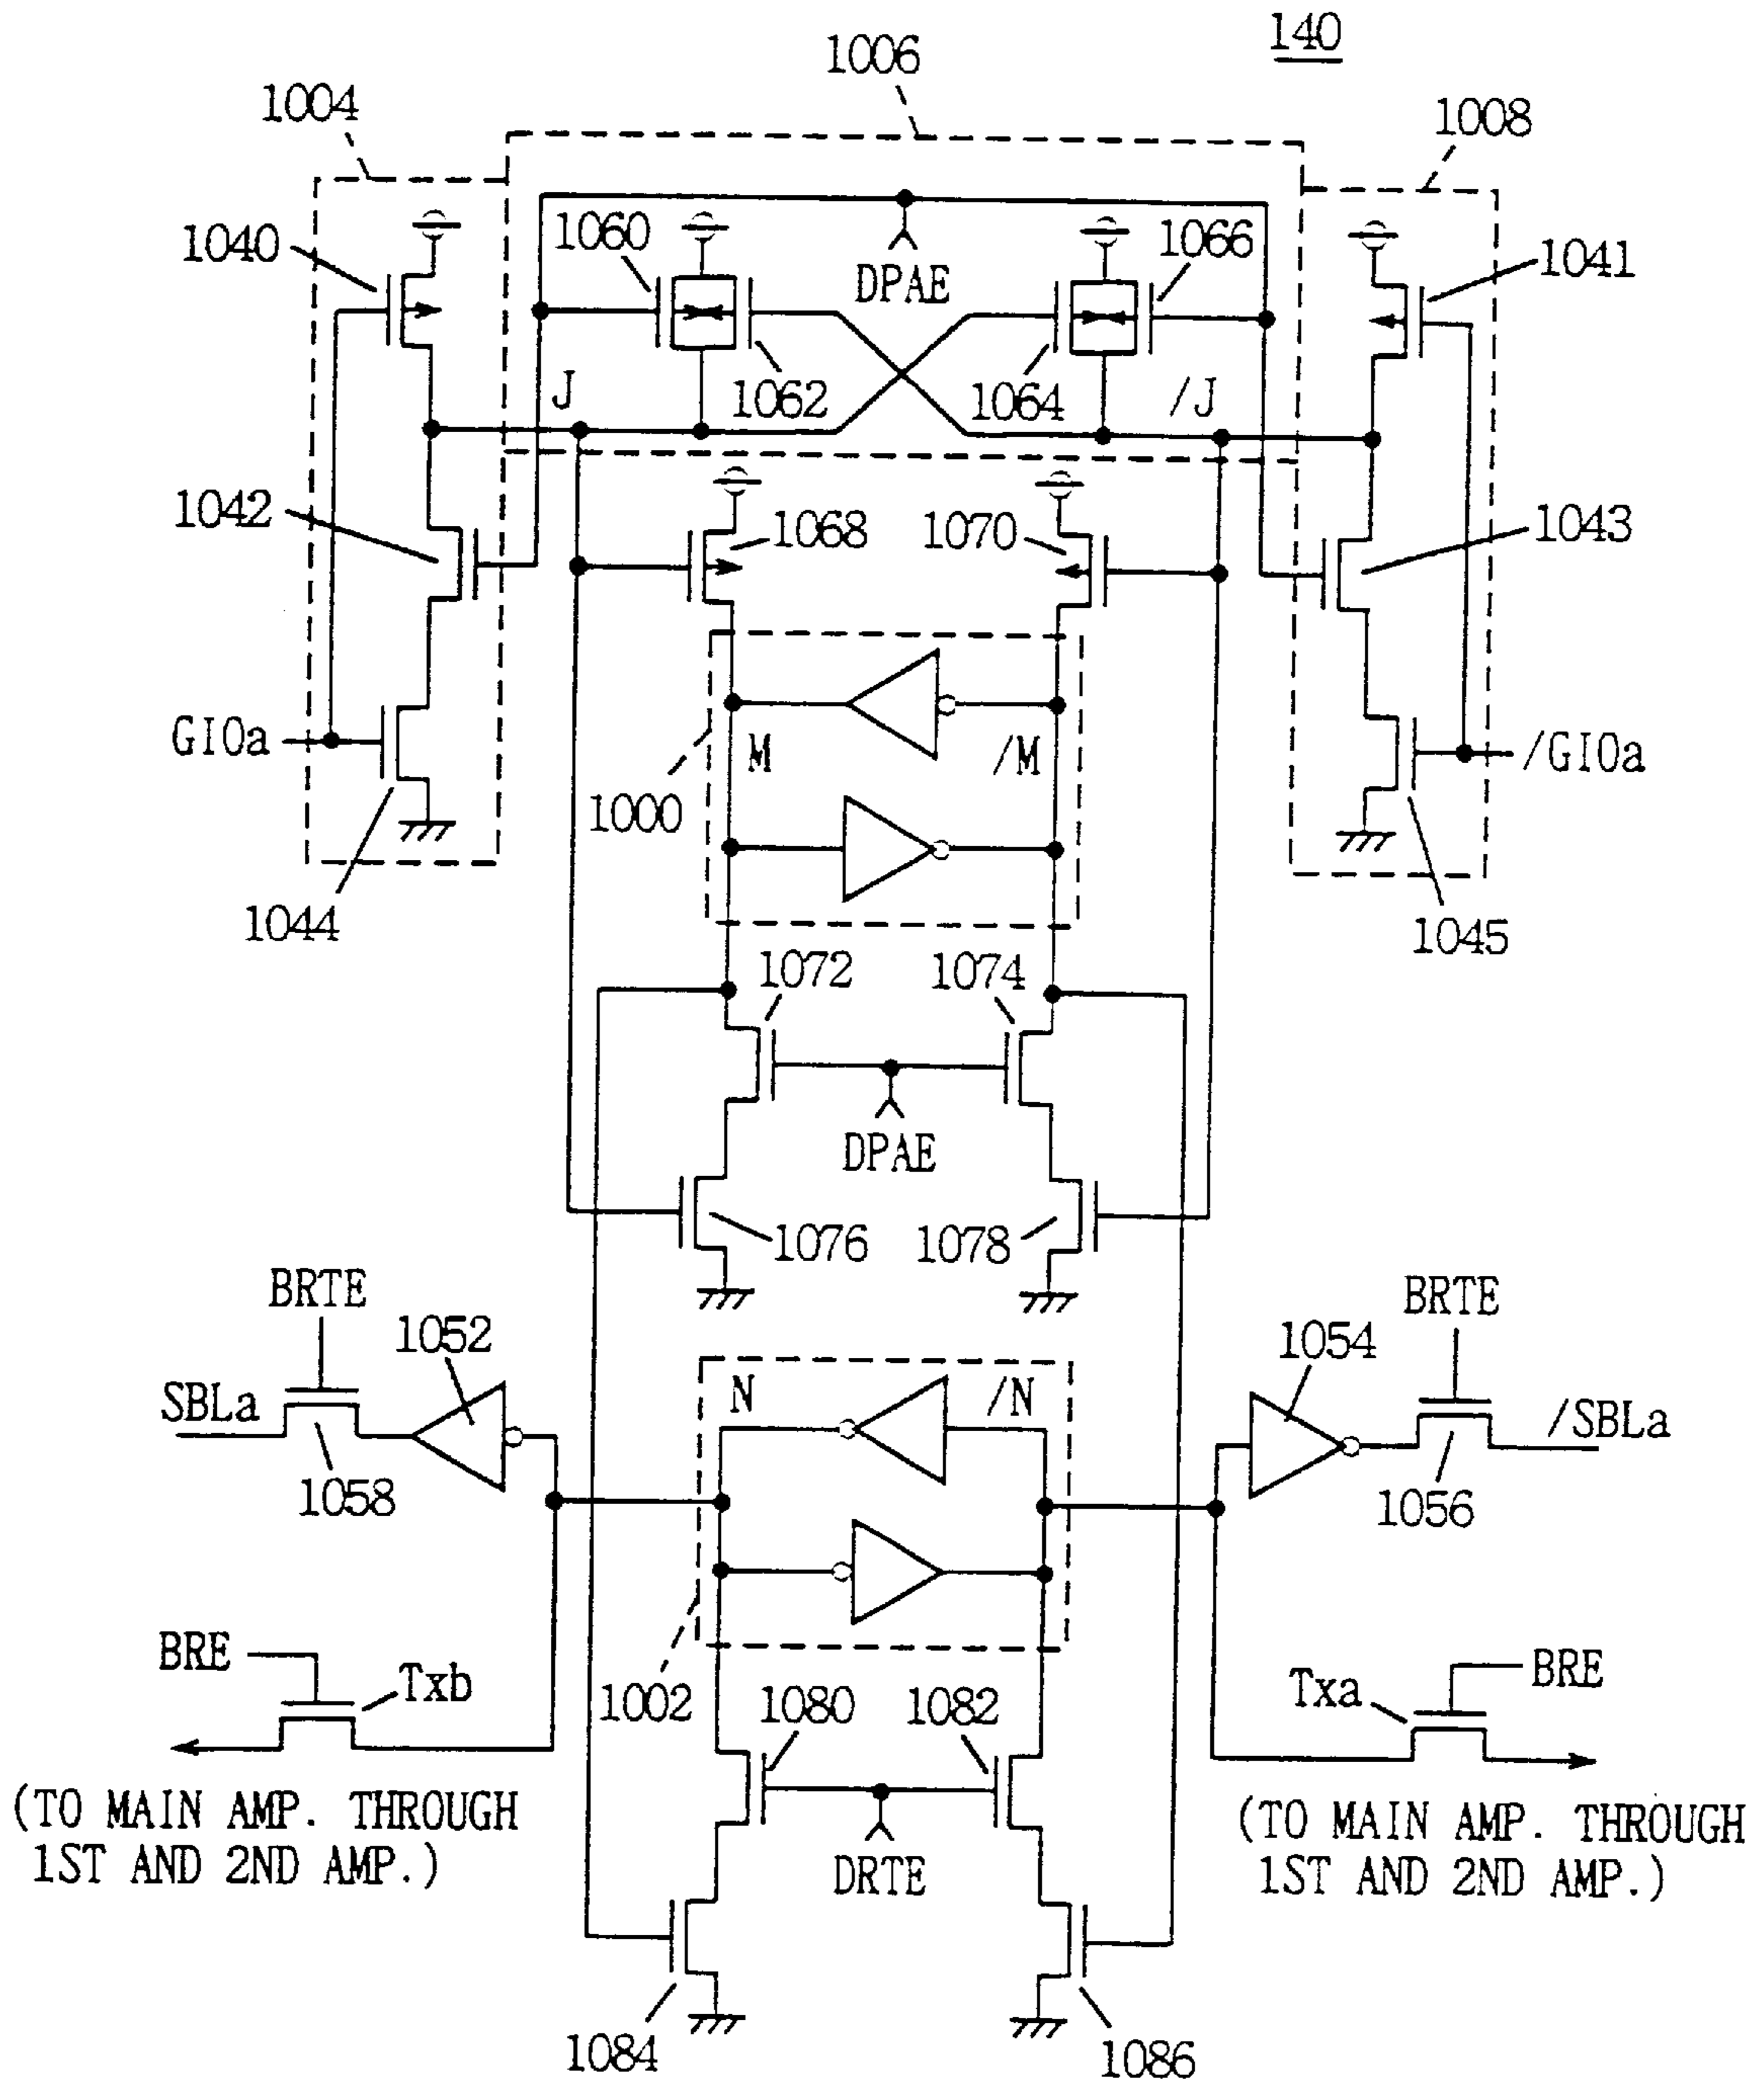 140
1006
1004
1008
1040
1060
1066
1041
DPAE
1062
1064
J
/J
1042
1068
1070
1043
GIOa
M
/M
/GIOa
1000
1044
1045
1072
1074
DPAE
1076
1078
BRTE
BRTE
1052
1054
SBLa
N
/N
/SBLa
1058
1056
BRE
BRE
Txb
Txa
1002
1080
1082
(TO MAIN AMP. THROUGH
1ST AND 2ND AMP.)
DRTE
(TO MAIN AMP. THROUGH
1ST AND 2ND AMP.)
1084
1086